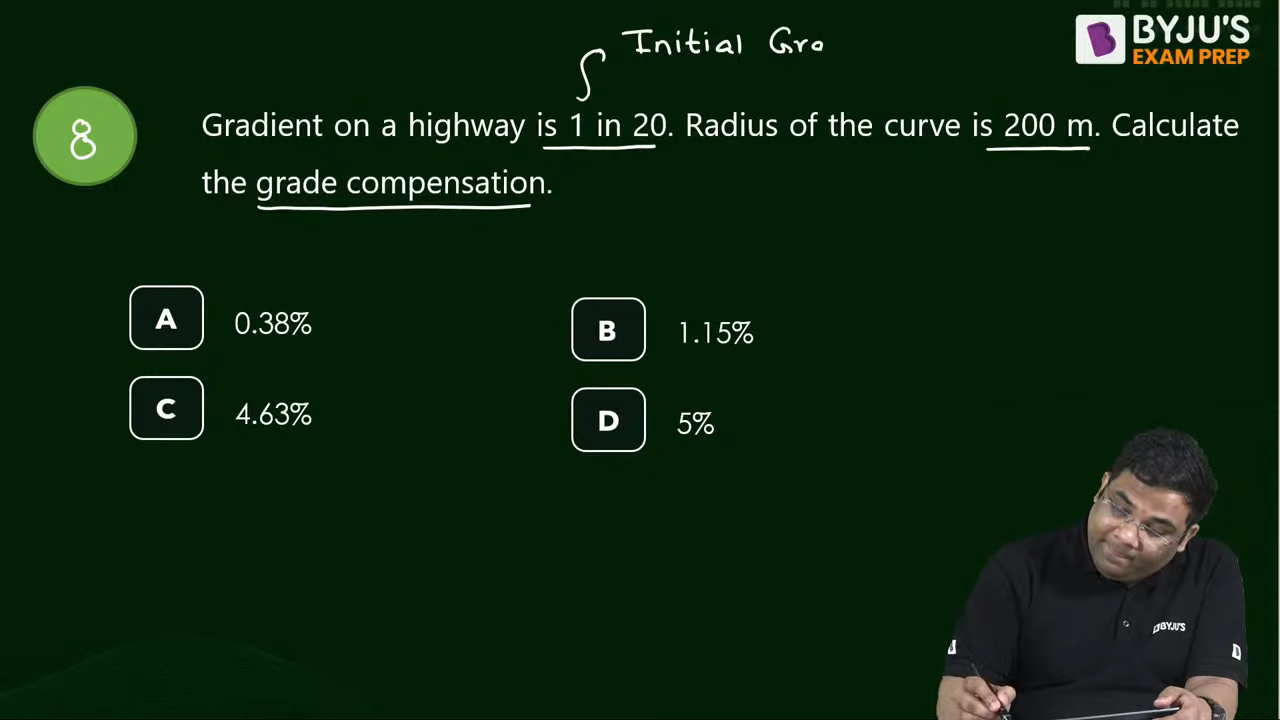 Initial Gra
BYJU'S
EXAM PREP
8
Gradient on a highway is 1 in 20. Radius of the curve is 200 m. Calculate
the grade compensation.
A 0.38%
B 1.15%
C 4.63%
D 5%
BYJU'S